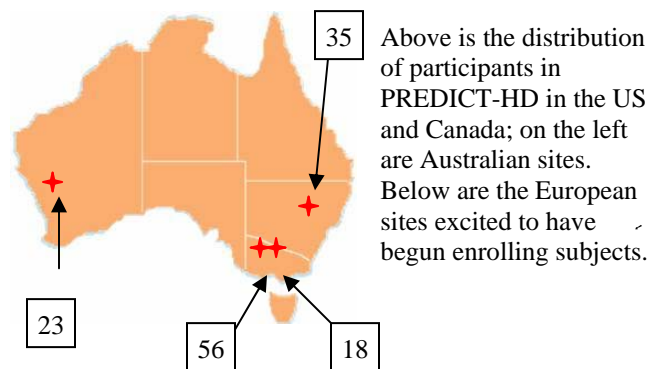 35
Above is the distribution
of participants in
PREDICT-HD in the US
and Canada; on the left
are Australian sites.
Below are the European
sites excited to have
begun enrolling subjects.
23
56
18